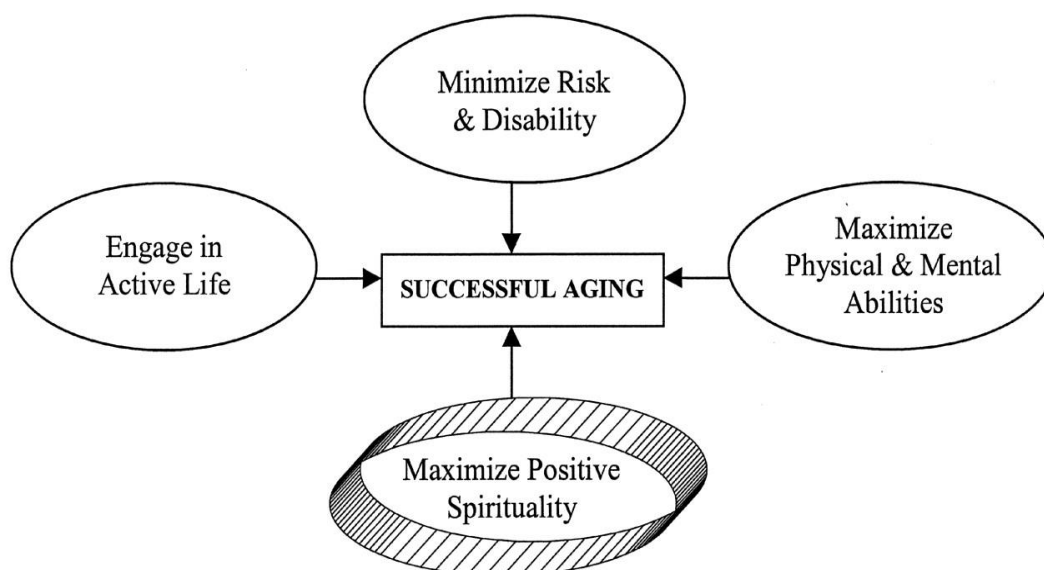 Minimize Risk
& Disability
Engage in
Active Life
SUCCESSFUL AGING
Maximize
Physical & Mental
Abilities
Maximize Positive
Spirituality